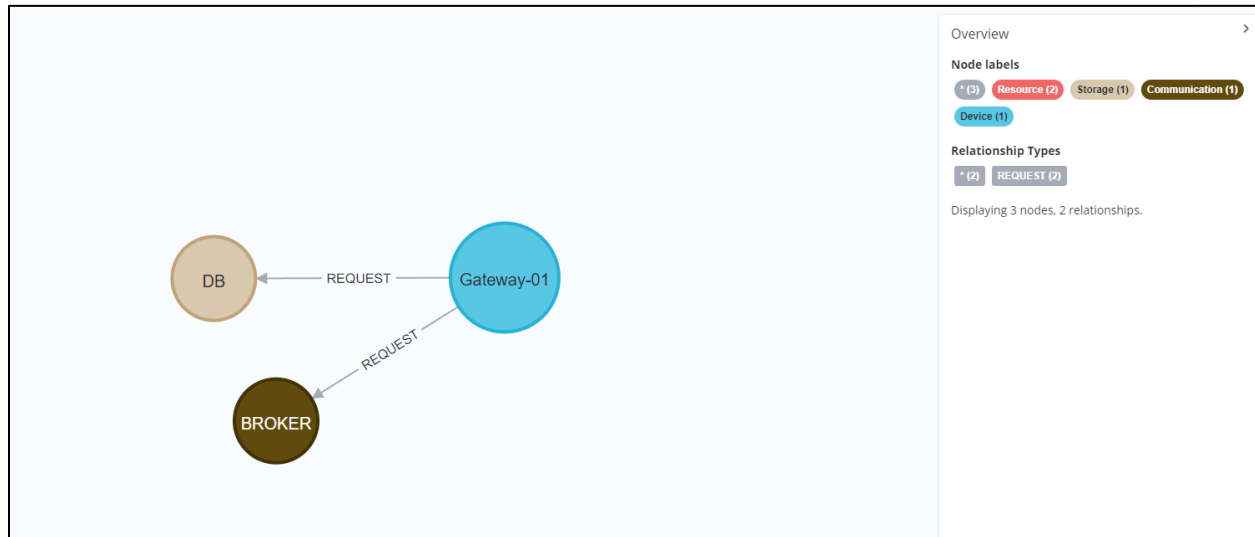 DB
REQUEST
Gateway-01
REQUEST
BROKER
Overview
Node labels
* (3) Resource (2) Storage (1) Communication (1)
Device (1)
Relationship Types
* (2) REQUEST (2)
Displaying 3 nodes, 2 relationships.